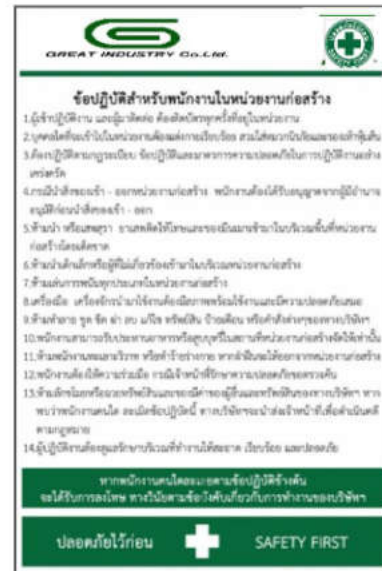 GREAT INDUSTRY Co.,Ltd.
SAFETY FIRST
ข้อปฏิบัติสำหรับพนักงานในหน่วยงานก่อสร้าง
1.ผู้เข้าปฏิบัติงาน และผู้มาติดต่อ ต้องติดบัตรทุกครั้งที่อยู่ในหน่วยงาน
2.บุคคลใดที่จะเข้าไปในหน่วยงานต้องแต่งกายเรียบร้อย สวมใส่หมวกนิรภัยและรองเท้าหุ้มส้น
3.ต้องปฏิบัติตามกฎระเบียบ ข้อปฏิบัติและมาตรการความปลอดภัยในการปฏิบัติงานอย่าง
เคร่งครัด
4.กรณีนำสิ่งของเข้า - ออกหน่วยงานก่อสร้าง พนักงานต้องได้รับอนุญาตจากผู้มีอำนาจ
อนุมัติก่อนนำสิ่งของเข้า - ออก
5.ห้ามนำ หรือเสพสุรา ยาเสพติดให้โทษและของมึนเมาเข้ามาในบริเวณพื้นที่หน่วยงาน
ก่อสร้างโดยเด็ดขาด
6.ห้ามนำเด็กเล็กหรือผู้ที่ไม่เกี่ยวข้องเข้ามาในบริเวณหน่วยงานก่อสร้าง
7.ห้ามเล่นการพนันทุกประเภทในหน่วยงานก่อสร้าง
8.เครื่องมือ เครื่องจักรนำมาใช้งานต้องมีสภาพพร้อมใช้งานและมีความปลอดภัยเสมอ
9.ห้ามทำลาย ขูด ขีด ฆ่า ลบ แก้ไข ทรัพย์สิน ป้ายเตือน หรือคำสั่งต่างๆของทางบริษัทฯ
10.พนักงานสามารถรับประทานอาหารหรือสูบบุหรี่ในสถานที่หน่วยงานก่อสร้างจัดให้เท่านั้น
11.ห้ามพนักงานทะเลาะวิวาท หรือทำร้ายร่างกาย หากฝ่าฝืนจะให้ออกจากหน่วยงานก่อสร้าง
12.พนักงานต้องให้ความร่วมมือ กรณีเจ้าหน้าที่รักษาความปลอดภัยขอตรวจค้น
13.ห้ามลักขโมยหรือฉวยทรัพย์สินและของมีค่าของผู้อื่นและทรัพย์สินของทางบริษัทฯ หาก
พบว่าพนักงานคนใด ละเมิดข้อปฏิบัตินี้ ทางบริษัทฯจะนำส่งเจ้าหน้าที่เพื่อดำเนินคดี
ตามกฎหมาย
14.ผู้ปฏิบัติงานต้องดูแลรักษาบริเวณที่ทำงานให้สะอาด เรียบร้อย และปลอดภัย
หากพนักงานคนใดละเมิดตามข้อปฏิบัติข้างต้น
จะได้รับการลงโทษ ทางวินัยตามข้อบังคับเกี่ยวกับการทำงานของบริษัทฯ
ปลอดภัยไว้ก่อน
SAFETY FIRST